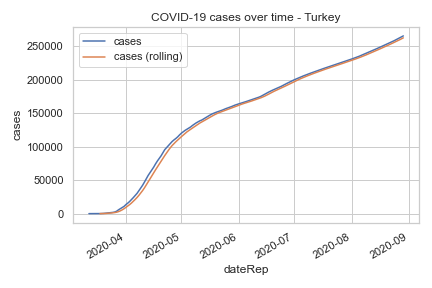 COVID-19 cases over time - Turkey
cases
cases (rolling)
250000
200000
150000
100000
50000
0
cases
2020-04
2020-05
2020-06
2020-07
2020-08
2020-09
dateRep